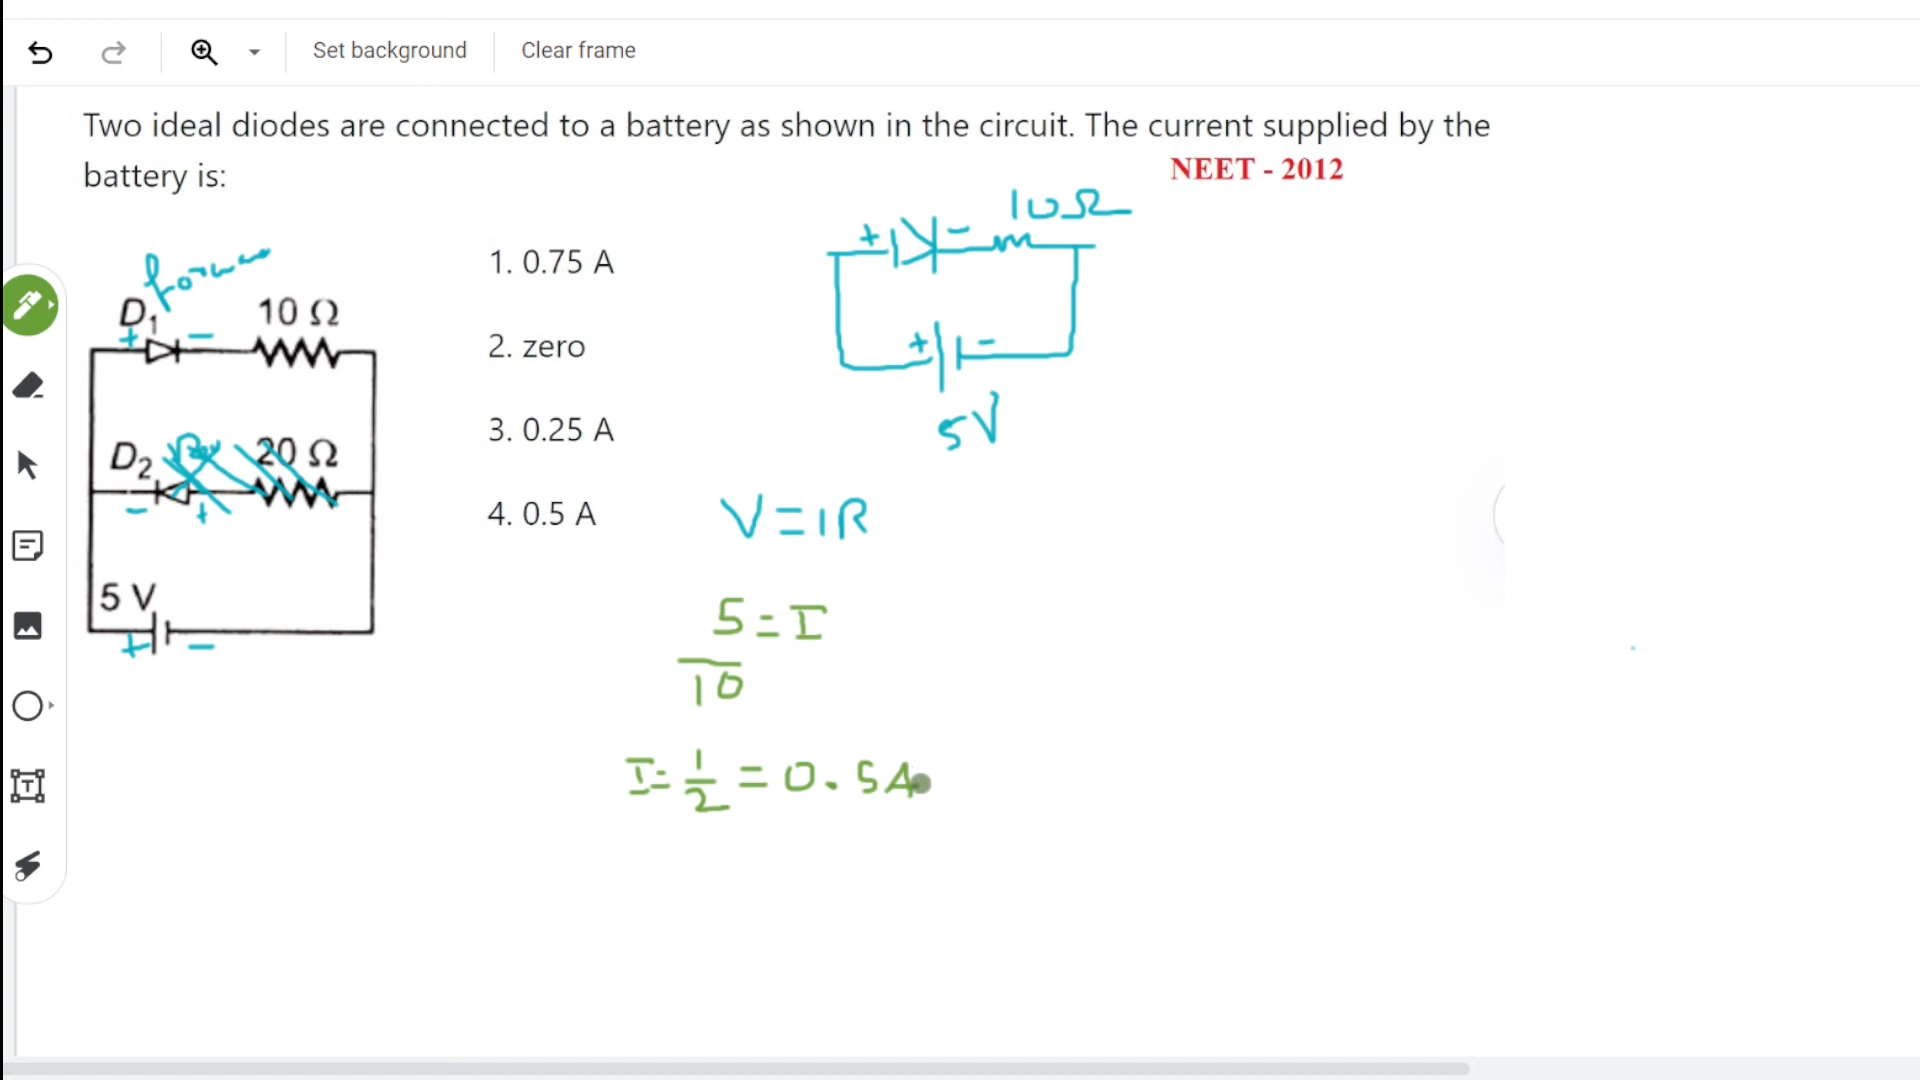 Set background Clear frame
Two ideal diodes are connected to a battery as shown in the circuit. The current supplied by the
battery is:
NEET - 2012
D1
10 Ω
+ −
D2
20 Ω
− +
5 V
+ −
1. 0.75 A
2. zero
3. 0.25 A
4. 0.5 A
10Ω
+ −
+ −
5V
V=IR
5/10 = I
I=1/2=0.5A